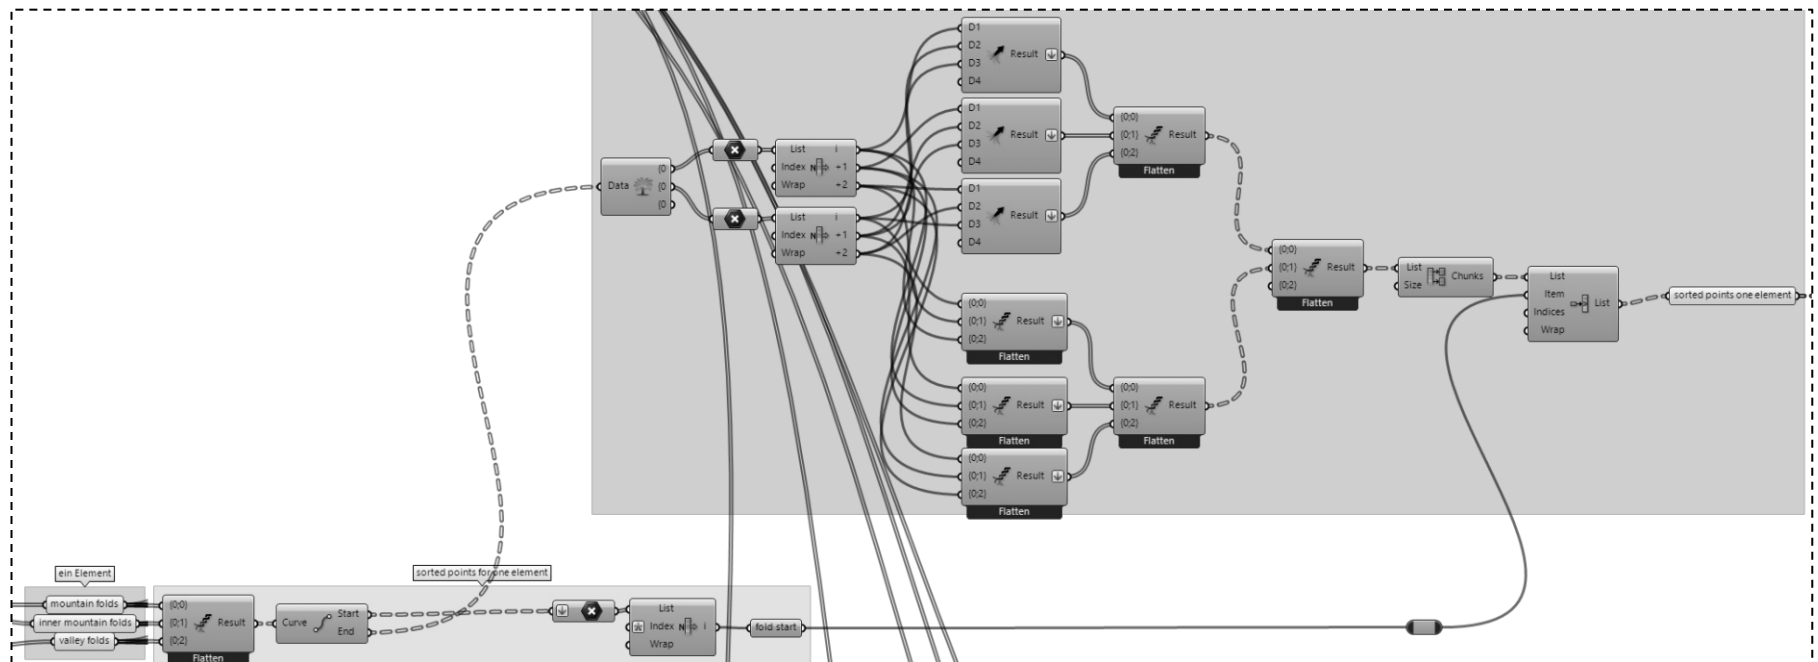 D1
D2
D3
D4
Result
D1
D2
D3
D4
Result
D1
D2
D3
D4
Result
{0;0}
{0;1}
{0;2}
Result
Flatten
Data
{0
{0
{0
List
Index
Wrap
i
+1
+2
List
Index
Wrap
i
+1
+2
{0;0}
{0;1}
{0;2}
Result
Flatten
List
Size
Chunks
List
Item
Indices
Wrap
List
sorted points one element
{0;0}
{0;1}
{0;2}
Result
Flatten
{0;0}
{0;1}
{0;2}
Result
Flatten
{0;0}
{0;1}
{0;2}
Result
Flatten
{0;0}
{0;1}
{0;2}
Result
Flatten
ein Element
mountain folds
inner mountain folds
valley folds
sorted points for one element
{0;0}
{0;1}
{0;2}
Result
Flatten
Curve
Start
End
List
Index
Wrap
i
fold start